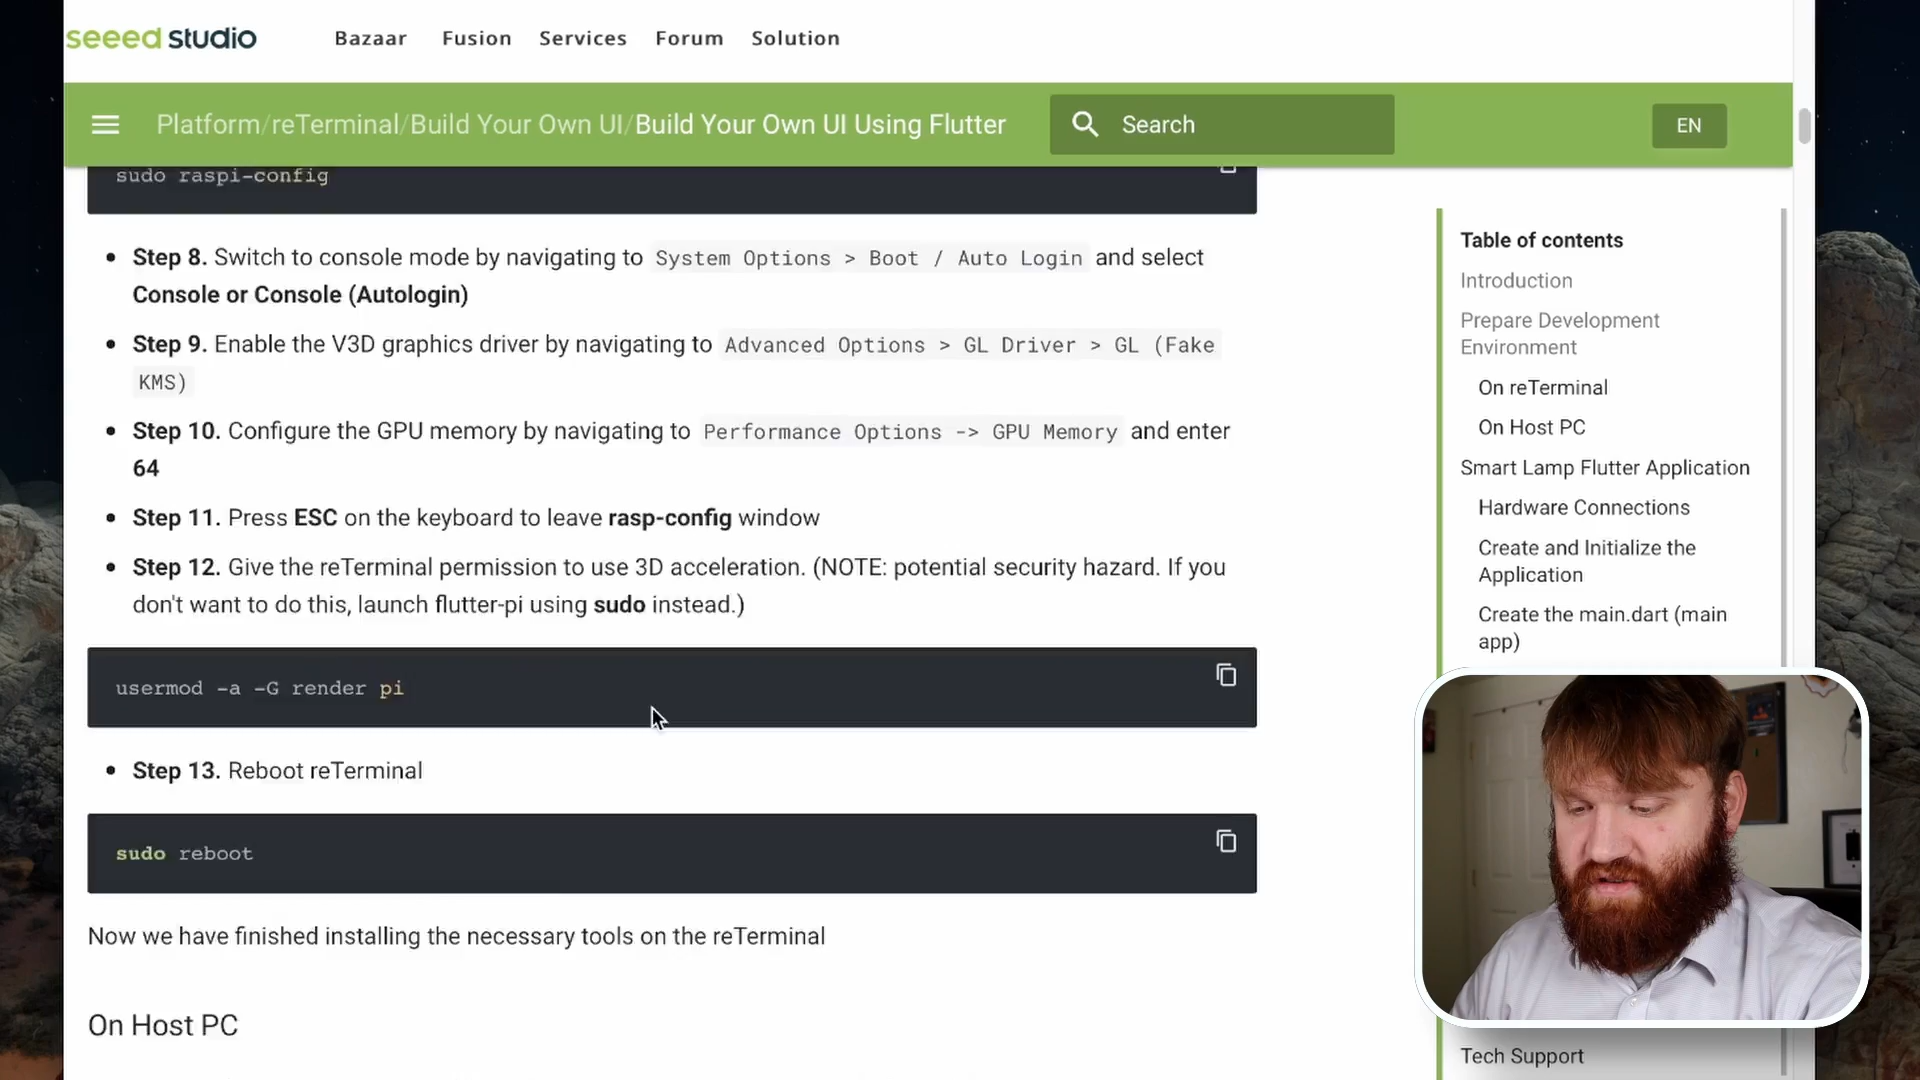 seeed studio
Bazaar Fusion Services Forum Solution
Platform/reTerminal/Build Your Own UI/Build Your Own UI Using Flutter
Search
EN
sudo raspi-config
Step 8. Switch to console mode by navigating to System Options > Boot / Auto Login and select
Console or Console (Autologin)
Step 9. Enable the V3D graphics driver by navigating to Advanced Options > GL Driver > GL (Fake
KMS)
Step 10. Configure the GPU memory by navigating to Performance Options -> GPU Memory and enter
64
Step 11. Press ESC on the keyboard to leave rasp-config window
Step 12. Give the reTerminal permission to use 3D acceleration. (NOTE: potential security hazard. If you
don't want to do this, launch flutter-pi using sudo instead.)
usermod -a -G render pi
Step 13. Reboot reTerminal
sudo reboot
Now we have finished installing the necessary tools on the reTerminal
On Host PC
Table of contents
Introduction
Prepare Development
Environment
On reTerminal
On Host PC
Smart Lamp Flutter Application
Hardware Connections
Create and Initialize the
Application
Create the main.dart (main
app)
Tech Support